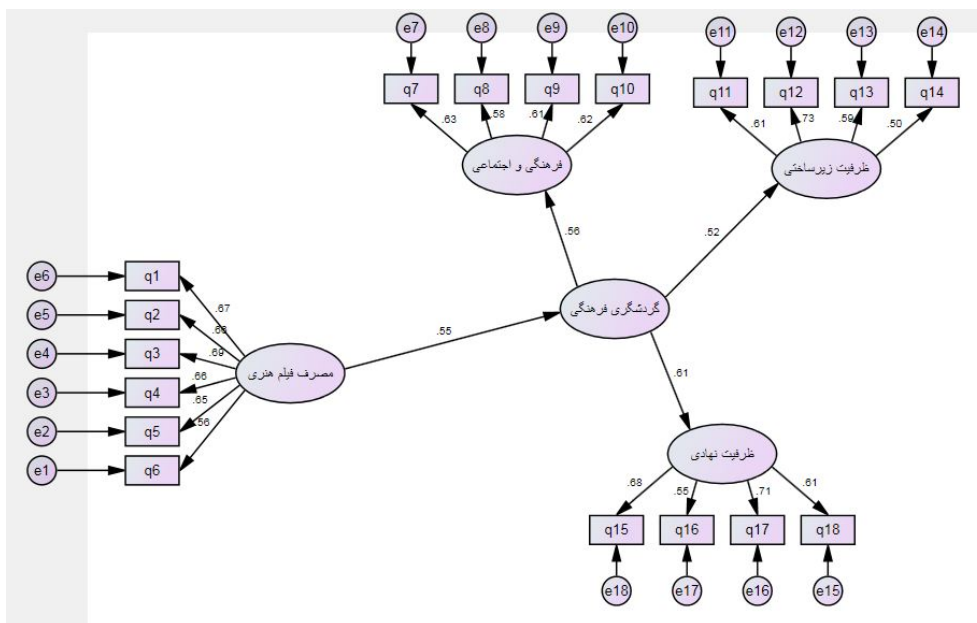 e7 e8 e9 e10
e11 e12 e13 e14
q7 q8 q9 q10
q11 q12 q13 q14
.63 .58 .61 .62
.61 .73 .59 .50
فرهنگی و اجتماعی
ظرفیت زیرساختی
.56
.52
e6 q1
.67
گردشگری فرهنگی
e5 q2
.68
.55
e4 q3
.69
مصرف فیلم هنری
e3 q4
.66
.61
e2 q5
.65
.56
e1 q6
ظرفیت نهادی
.68 .55 .71 .61
q15 q16 q17 q18
e18 e17 e16 e15